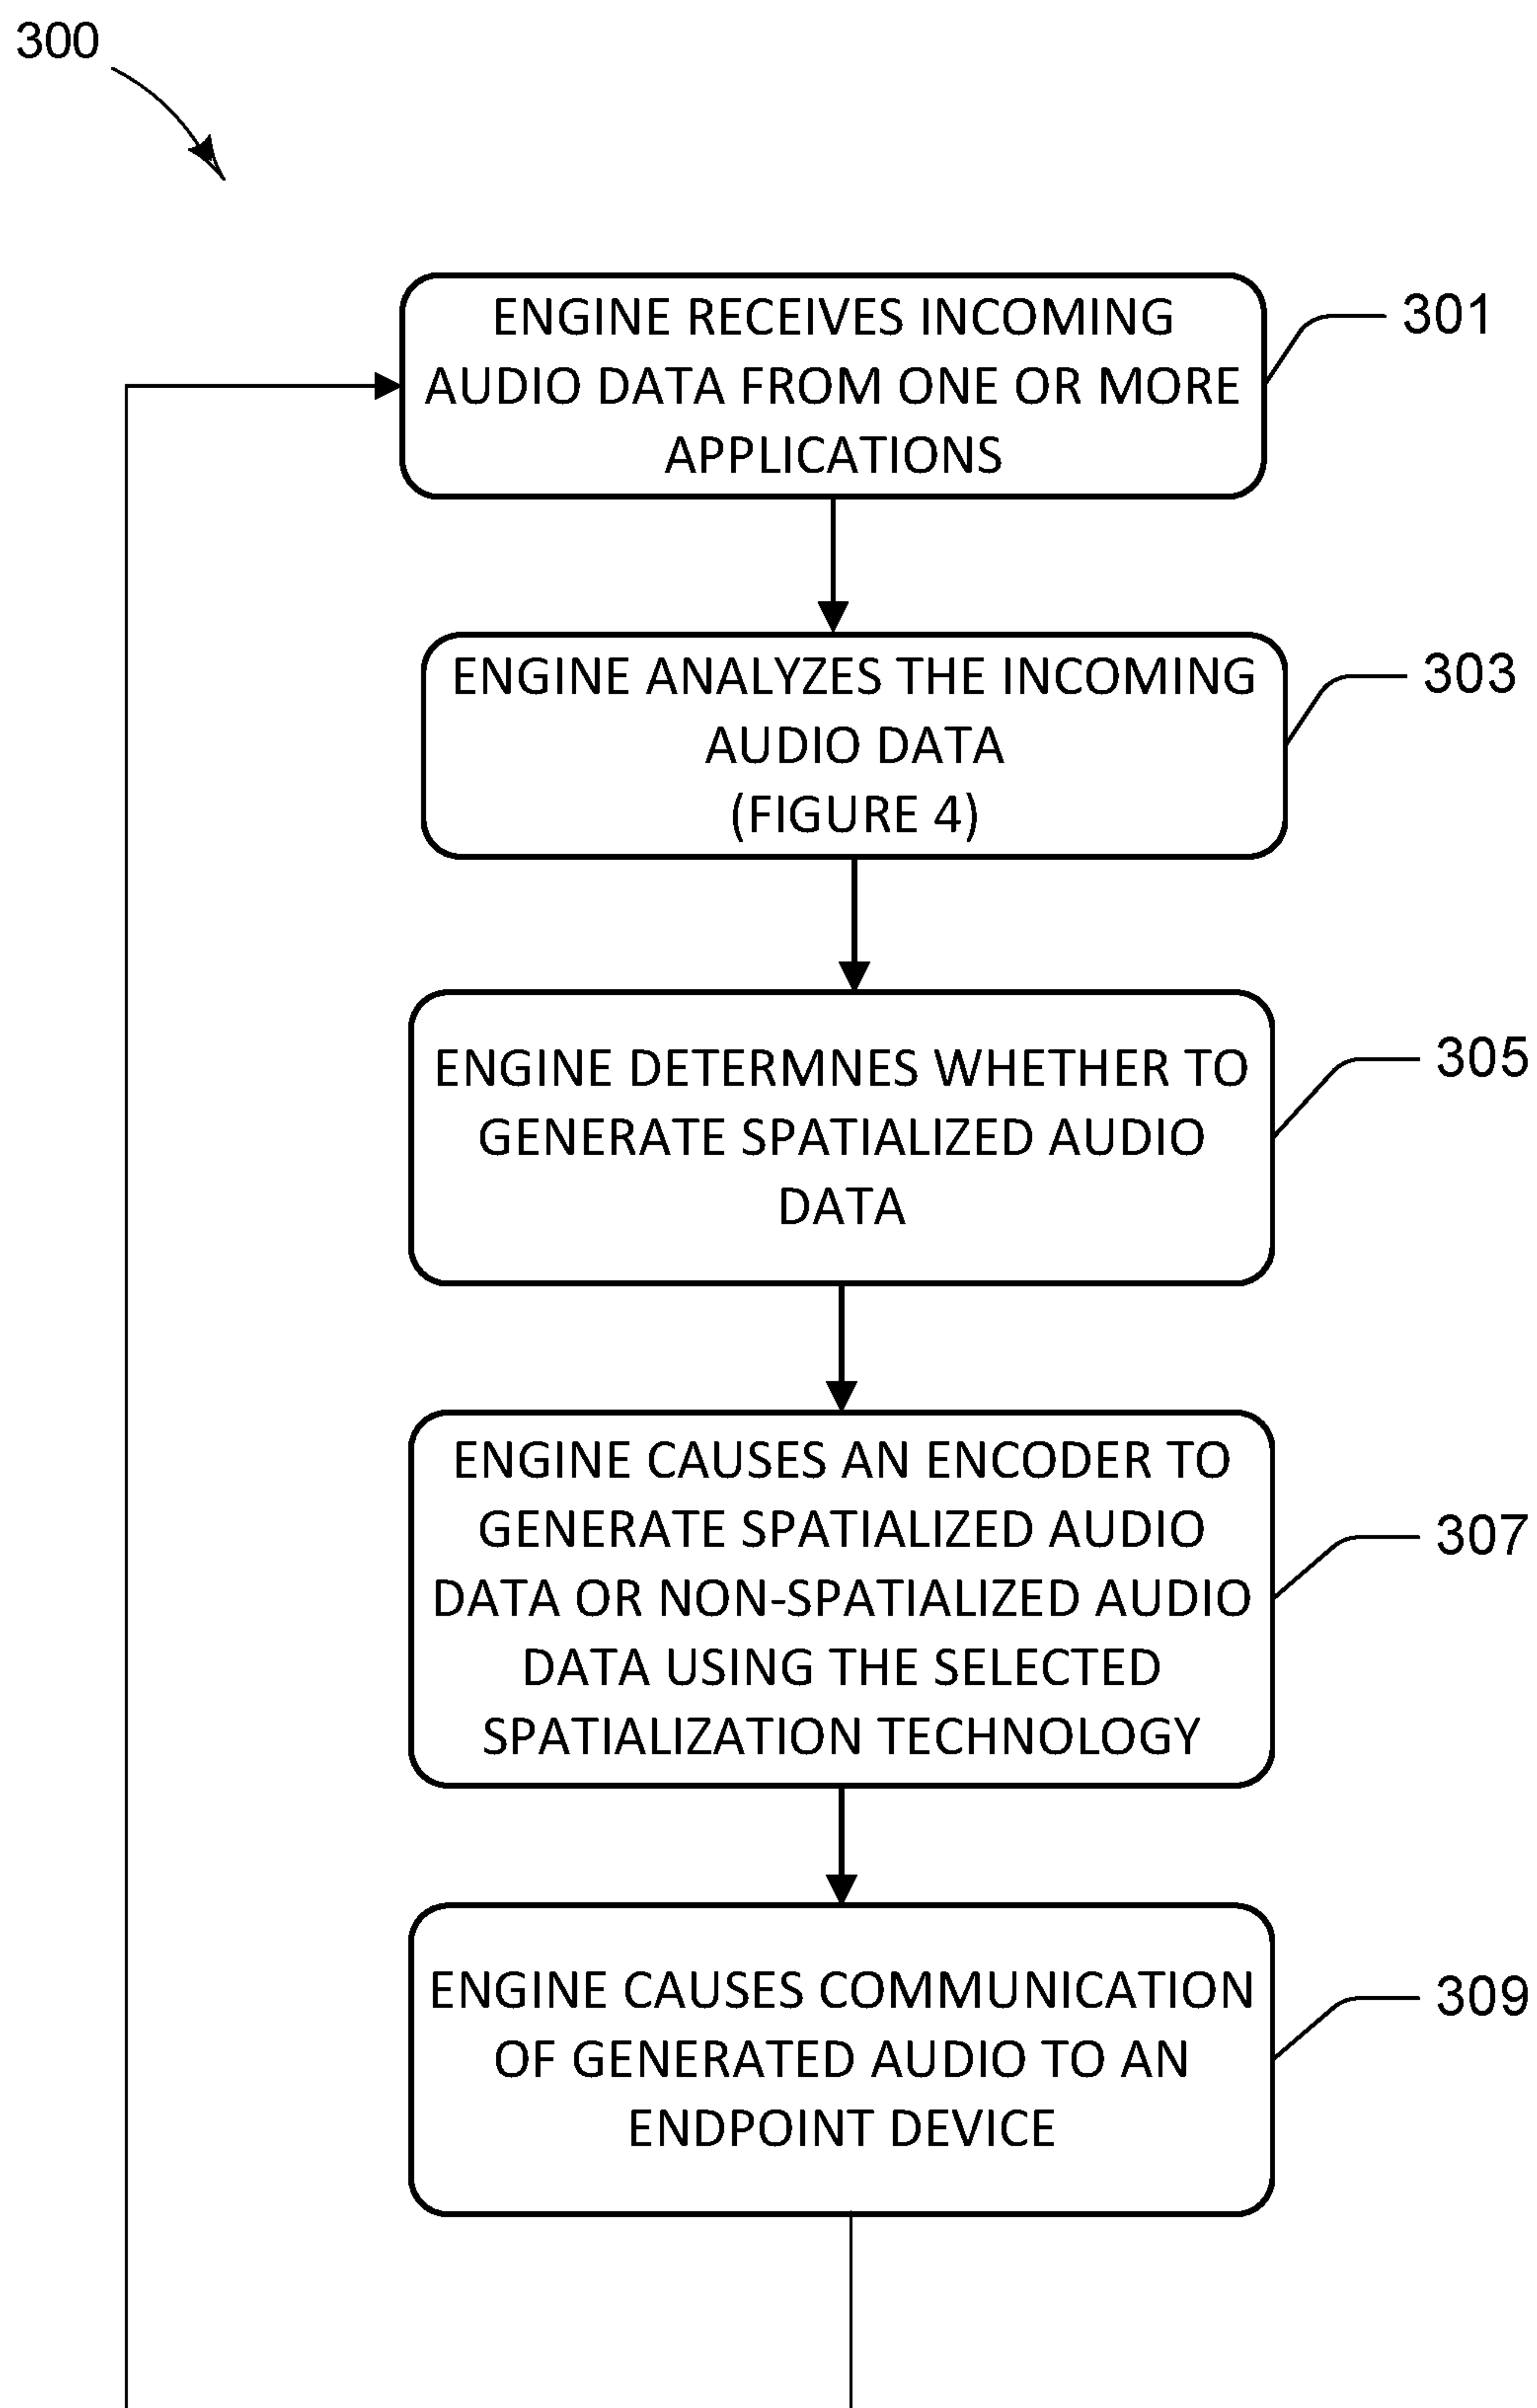 300
ENGINE RECEIVES INCOMING
AUDIO DATA FROM ONE OR MORE
APPLICATIONS
301
ENGINE ANALYZES THE INCOMING
AUDIO DATA
(FIGURE 4)
303
ENGINE DETERMNES WHETHER TO
GENERATE SPATIALIZED AUDIO
DATA
305
ENGINE CAUSES AN ENCODER TO
GENERATE SPATIALIZED AUDIO
DATA OR NON-SPATIALIZED AUDIO
DATA USING THE SELECTED
SPATIALIZATION TECHNOLOGY
307
ENGINE CAUSES COMMUNICATION
OF GENERATED AUDIO TO AN
ENDPOINT DEVICE
309